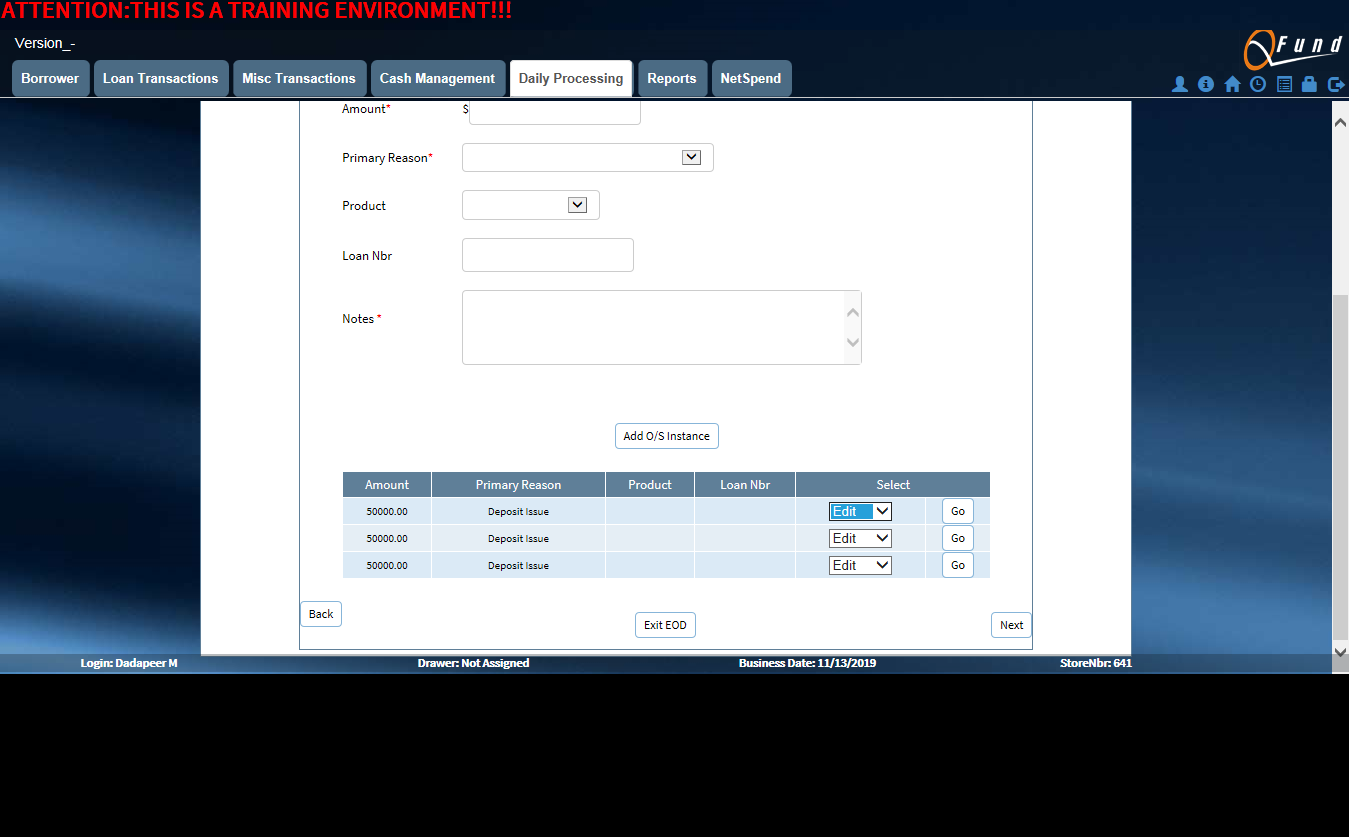 ATTENTION:THIS IS A TRAINING ENVIRONMENT!!!
Version_-
QFund
Borrower Loan Transactions Misc Transactions Cash Management Daily Processing Reports NetSpend
Amount* $
Primary Reason*
Product
Loan Nbr
Notes *
Add O/S Instance
Amount Primary Reason Product Loan Nbr Select
50000.00 Deposit Issue Edit Go
50000.00 Deposit Issue Edit Go
50000.00 Deposit Issue Edit Go
Back Exit EOD Next
Login: Dadapeer M Drawer: Not Assigned Business Date: 11/13/2019 StoreNbr: 641